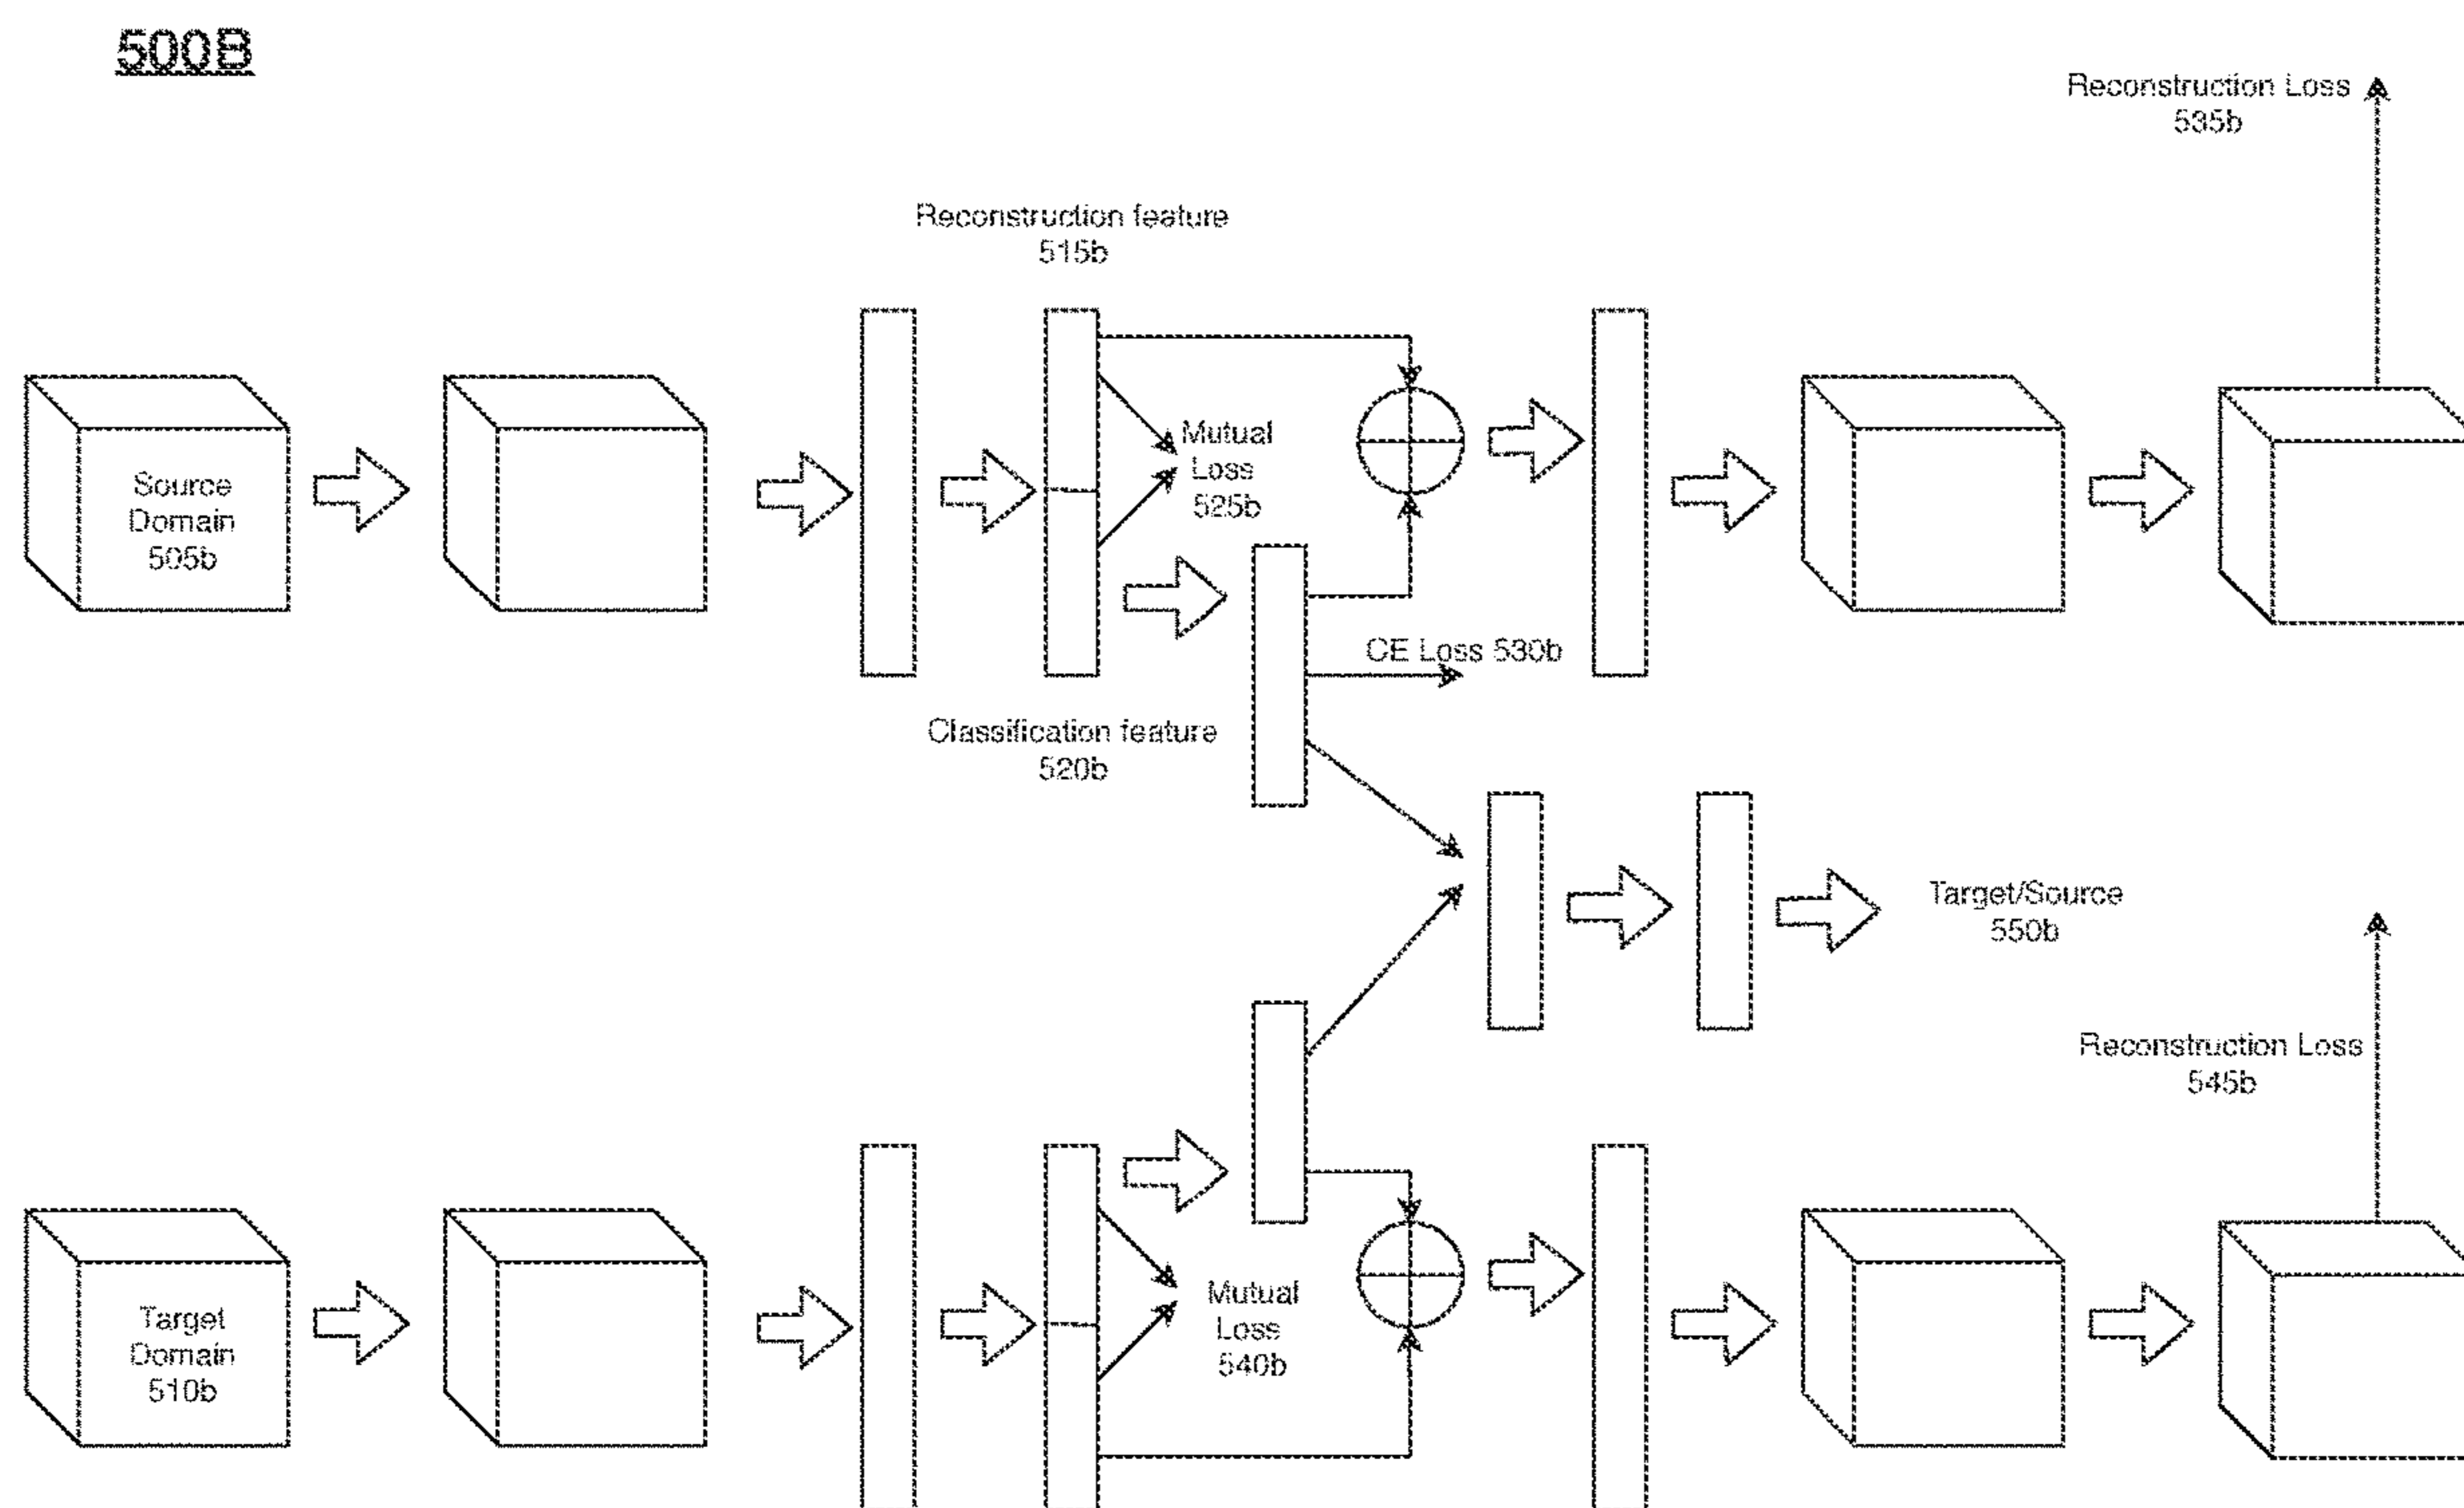 500B
Reconstruction Loss
535b
Reconstruction feature
515b
Mutual
Loss
525b
Source
Domain
505b
CE Loss 530b
Classification feature
520b
Target/Source
550b
Reconstruction Loss
545b
Mutual
Loss
540b
Target
Domain
510b